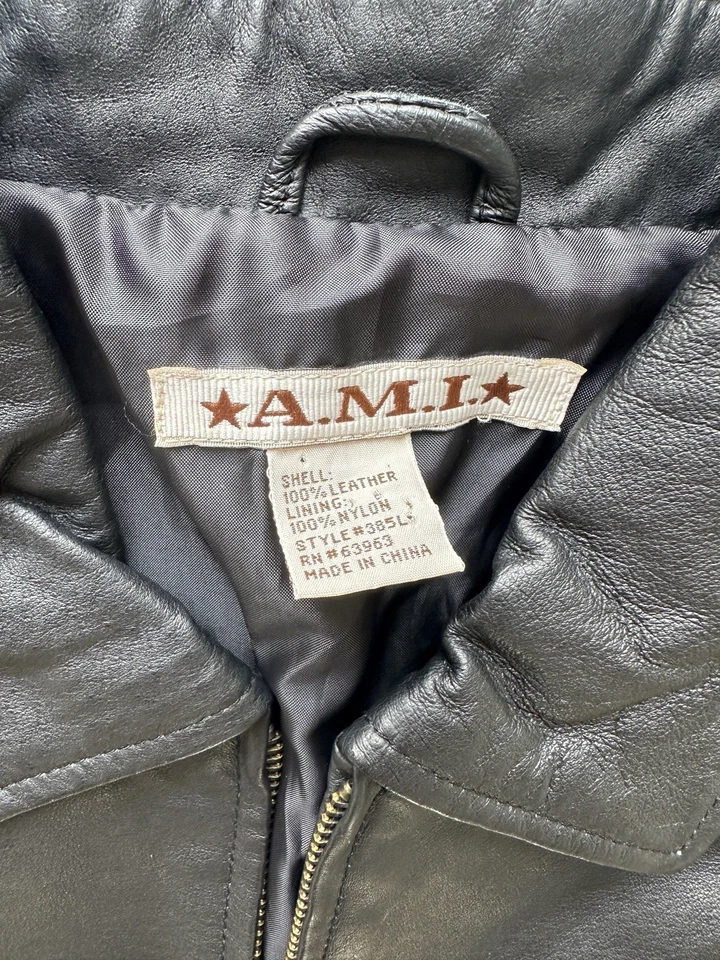 ★A.M.I.★
SHELL:
100% LEATHER
LINING:
100% NYLON
STYLE#385L
RN#63963
MADE IN CHINA